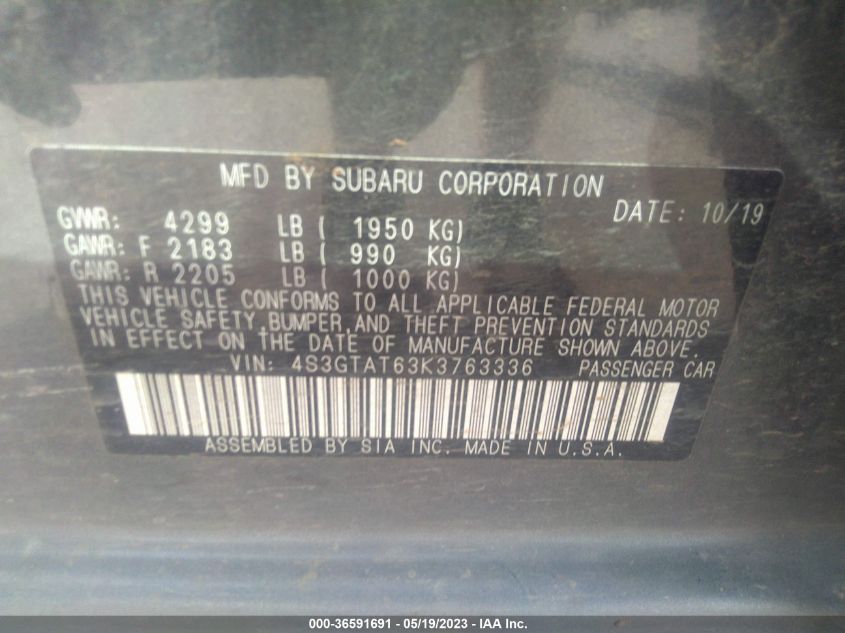 MFD BY SUBARU CORPORATION
DATE: 10/19
GVWR: 4299 LB ( 1950 KG)
GAWR: F 2183 LB ( 990 KG)
GAWR: R 2205 LB ( 1000 KG)
THIS VEHICLE CONFORMS TO ALL APPLICABLE FEDERAL MOTOR
VEHICLE SAFETY,BUMPER,AND THEFT PREVENTION STANDARDS
IN EFFECT ON THE DATE OF MANUFACTURE SHOWN ABOVE.
VIN: 4S3GTAT63K3763336 PASSENGER CAR
ASSEMBLED BY SIA INC. MADE IN U.S.A.
000-36591691 - 05/19/2023 - IAA Inc.